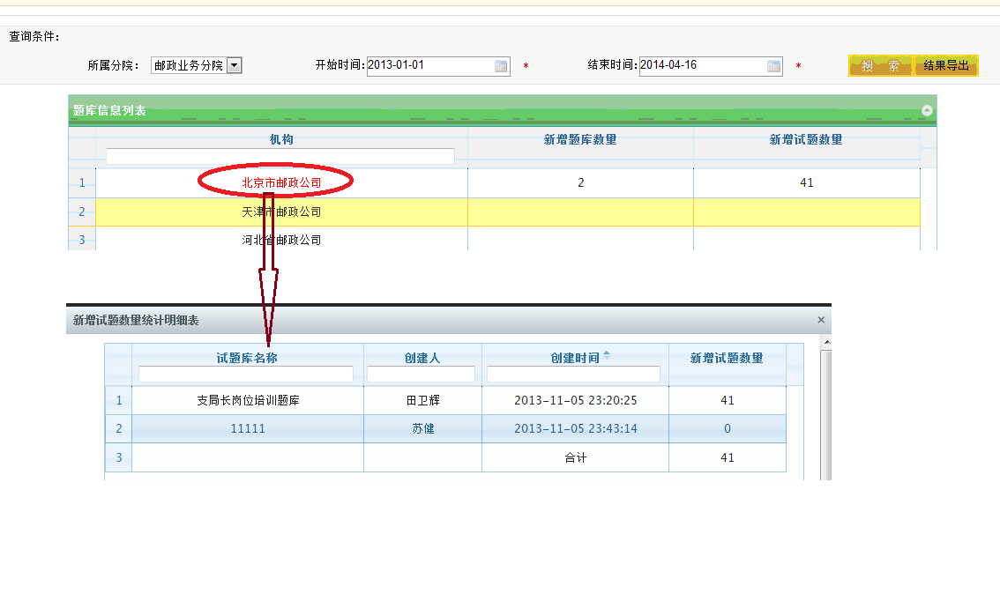 查询条件:
所属分院: 邮政业务分院 开始时间: 2013-01-01 * 结束时间: 2014-04-16 * 搜 索 结果导出
题库信息列表
机构 新增题库数量 新增试题数量
1 北京市邮政公司 2 41
2 天津市邮政公司
3 河北省邮政公司
新增试题数量统计明细表 ×
试题库名称 创建人 创建时间 新增试题数量
1 支局长岗位培训题库 田卫辉 2013-11-05 23:20:25 41
2 11111 苏健 2013-11-05 23:43:14 0
3 合计 41